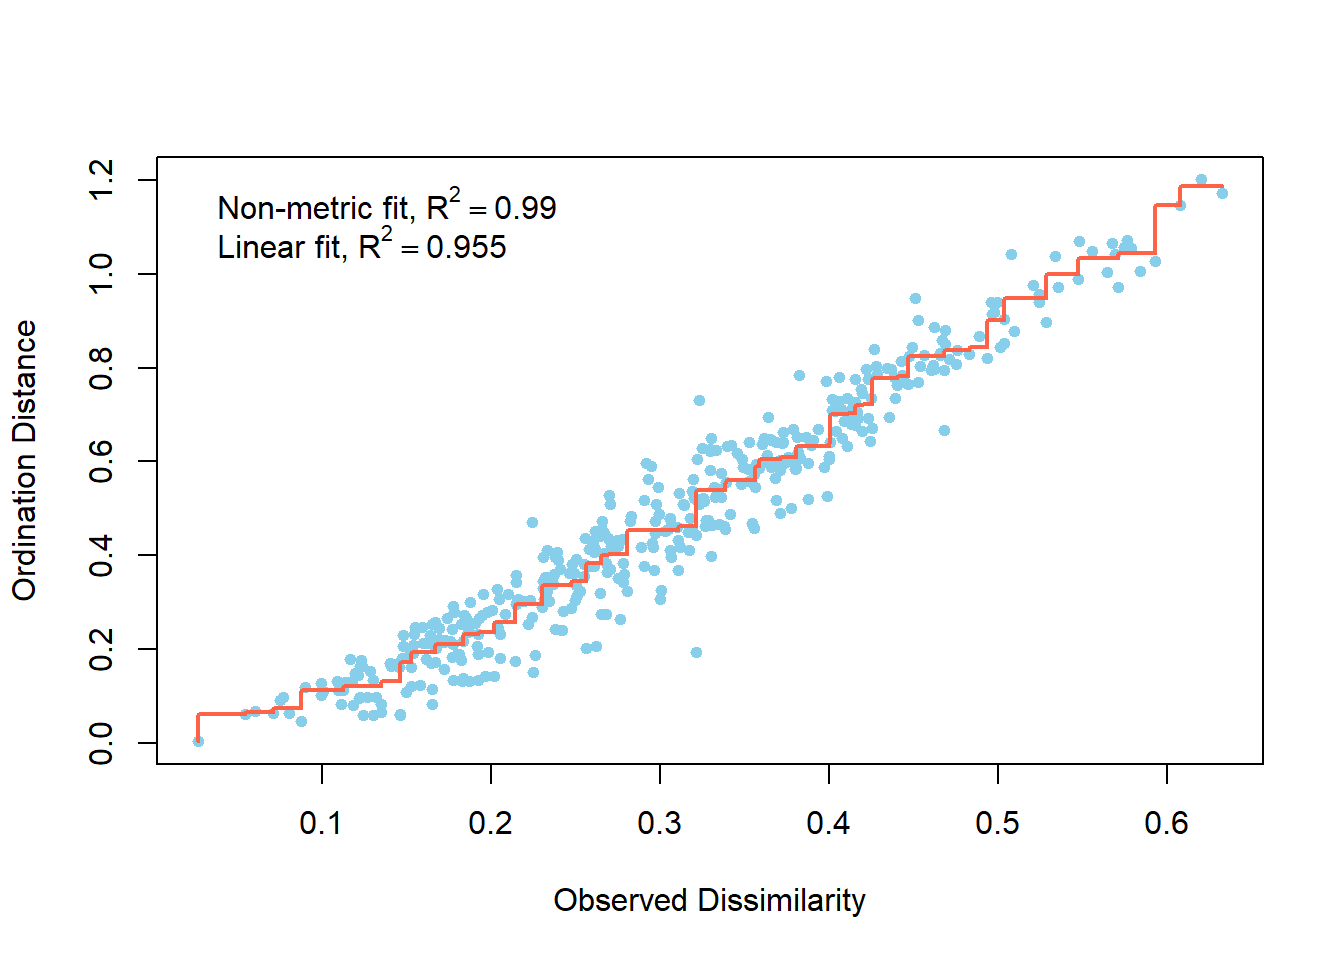 Non-metric fit, R² = 0.99
Linear fit, R² = 0.955
Ordination Distance
1.2
1.0
0.8
0.6
0.4
0.2
0.0
0.1 0.2 0.3 0.4 0.5 0.6
Observed Dissimilarity